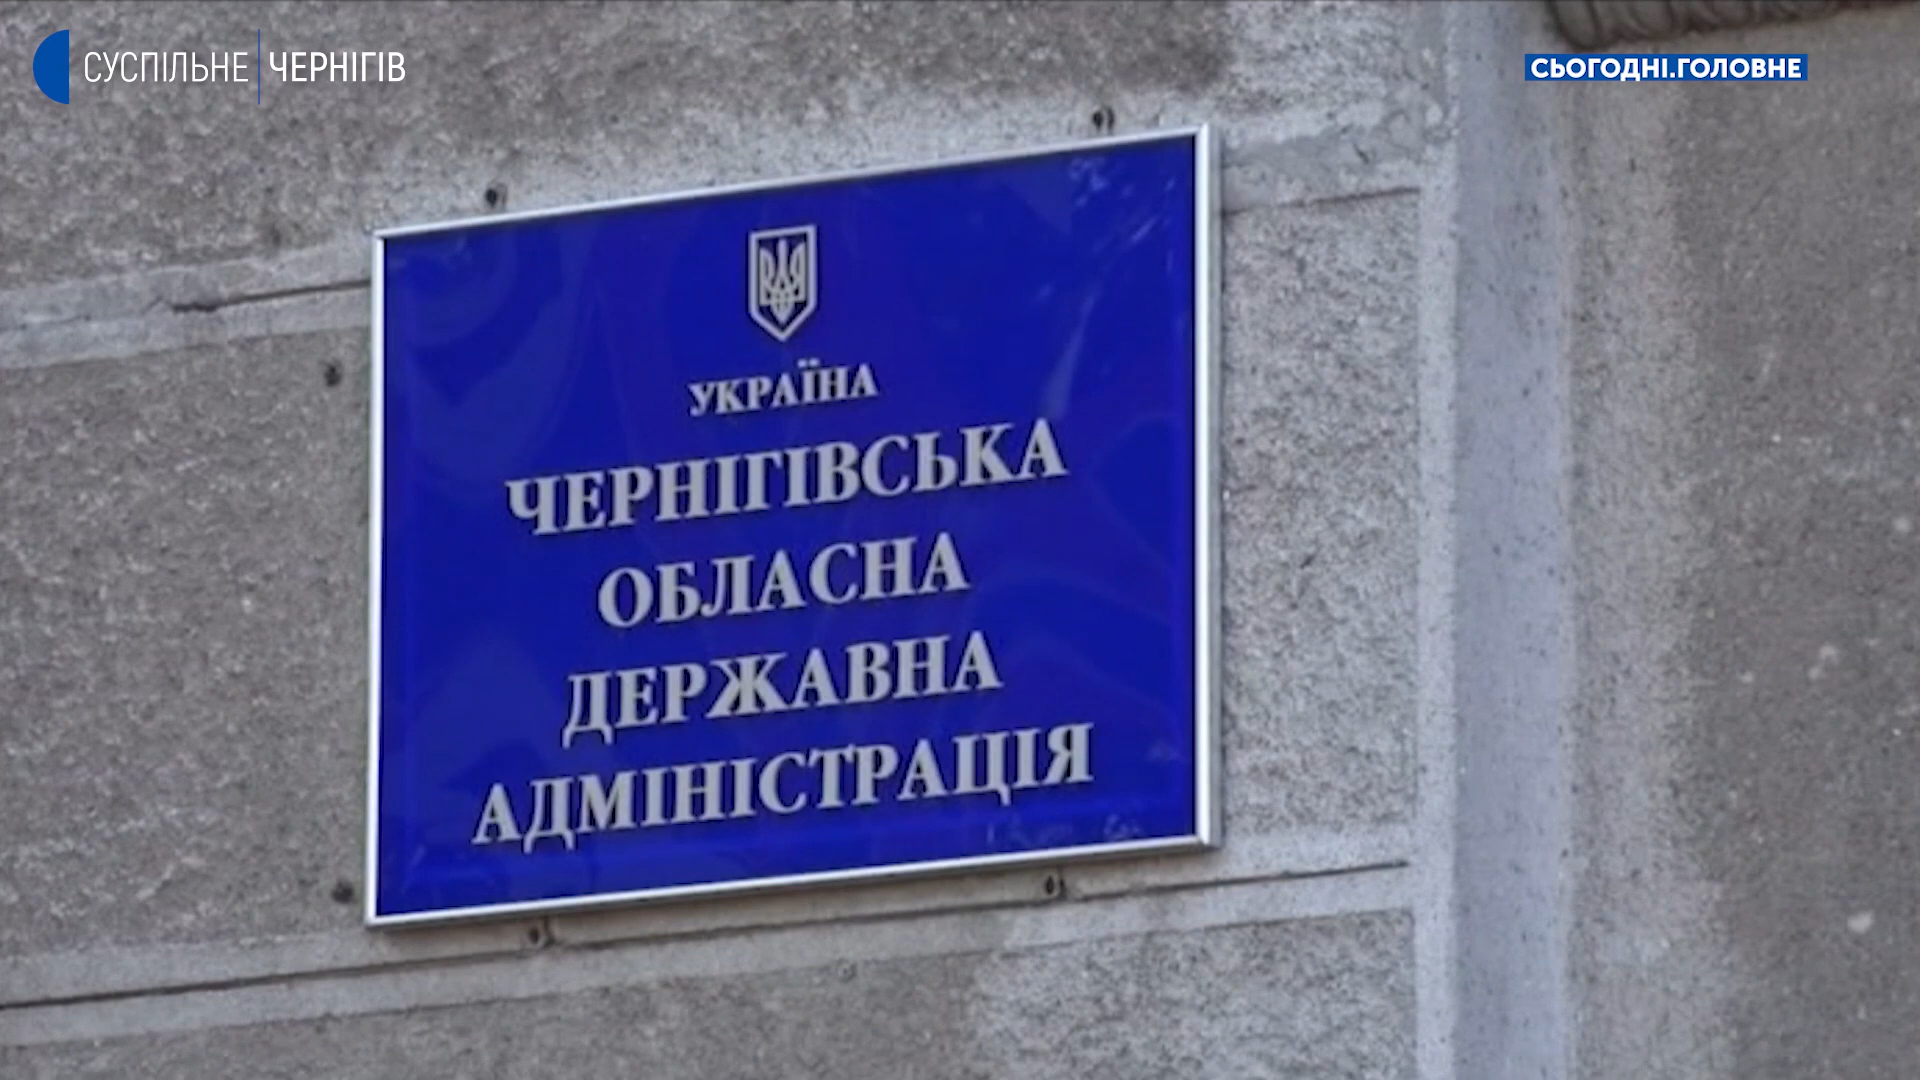 СУСПІЛЬНЕ ЧЕРНІГІВ
СЬОГОДНІ.ГОЛОВНЕ
УКРАЇНА
ЧЕРНІГІВСЬКА
ОБЛАСНА
ДЕРЖАВНА
АДМІНІСТРАЦІЯ